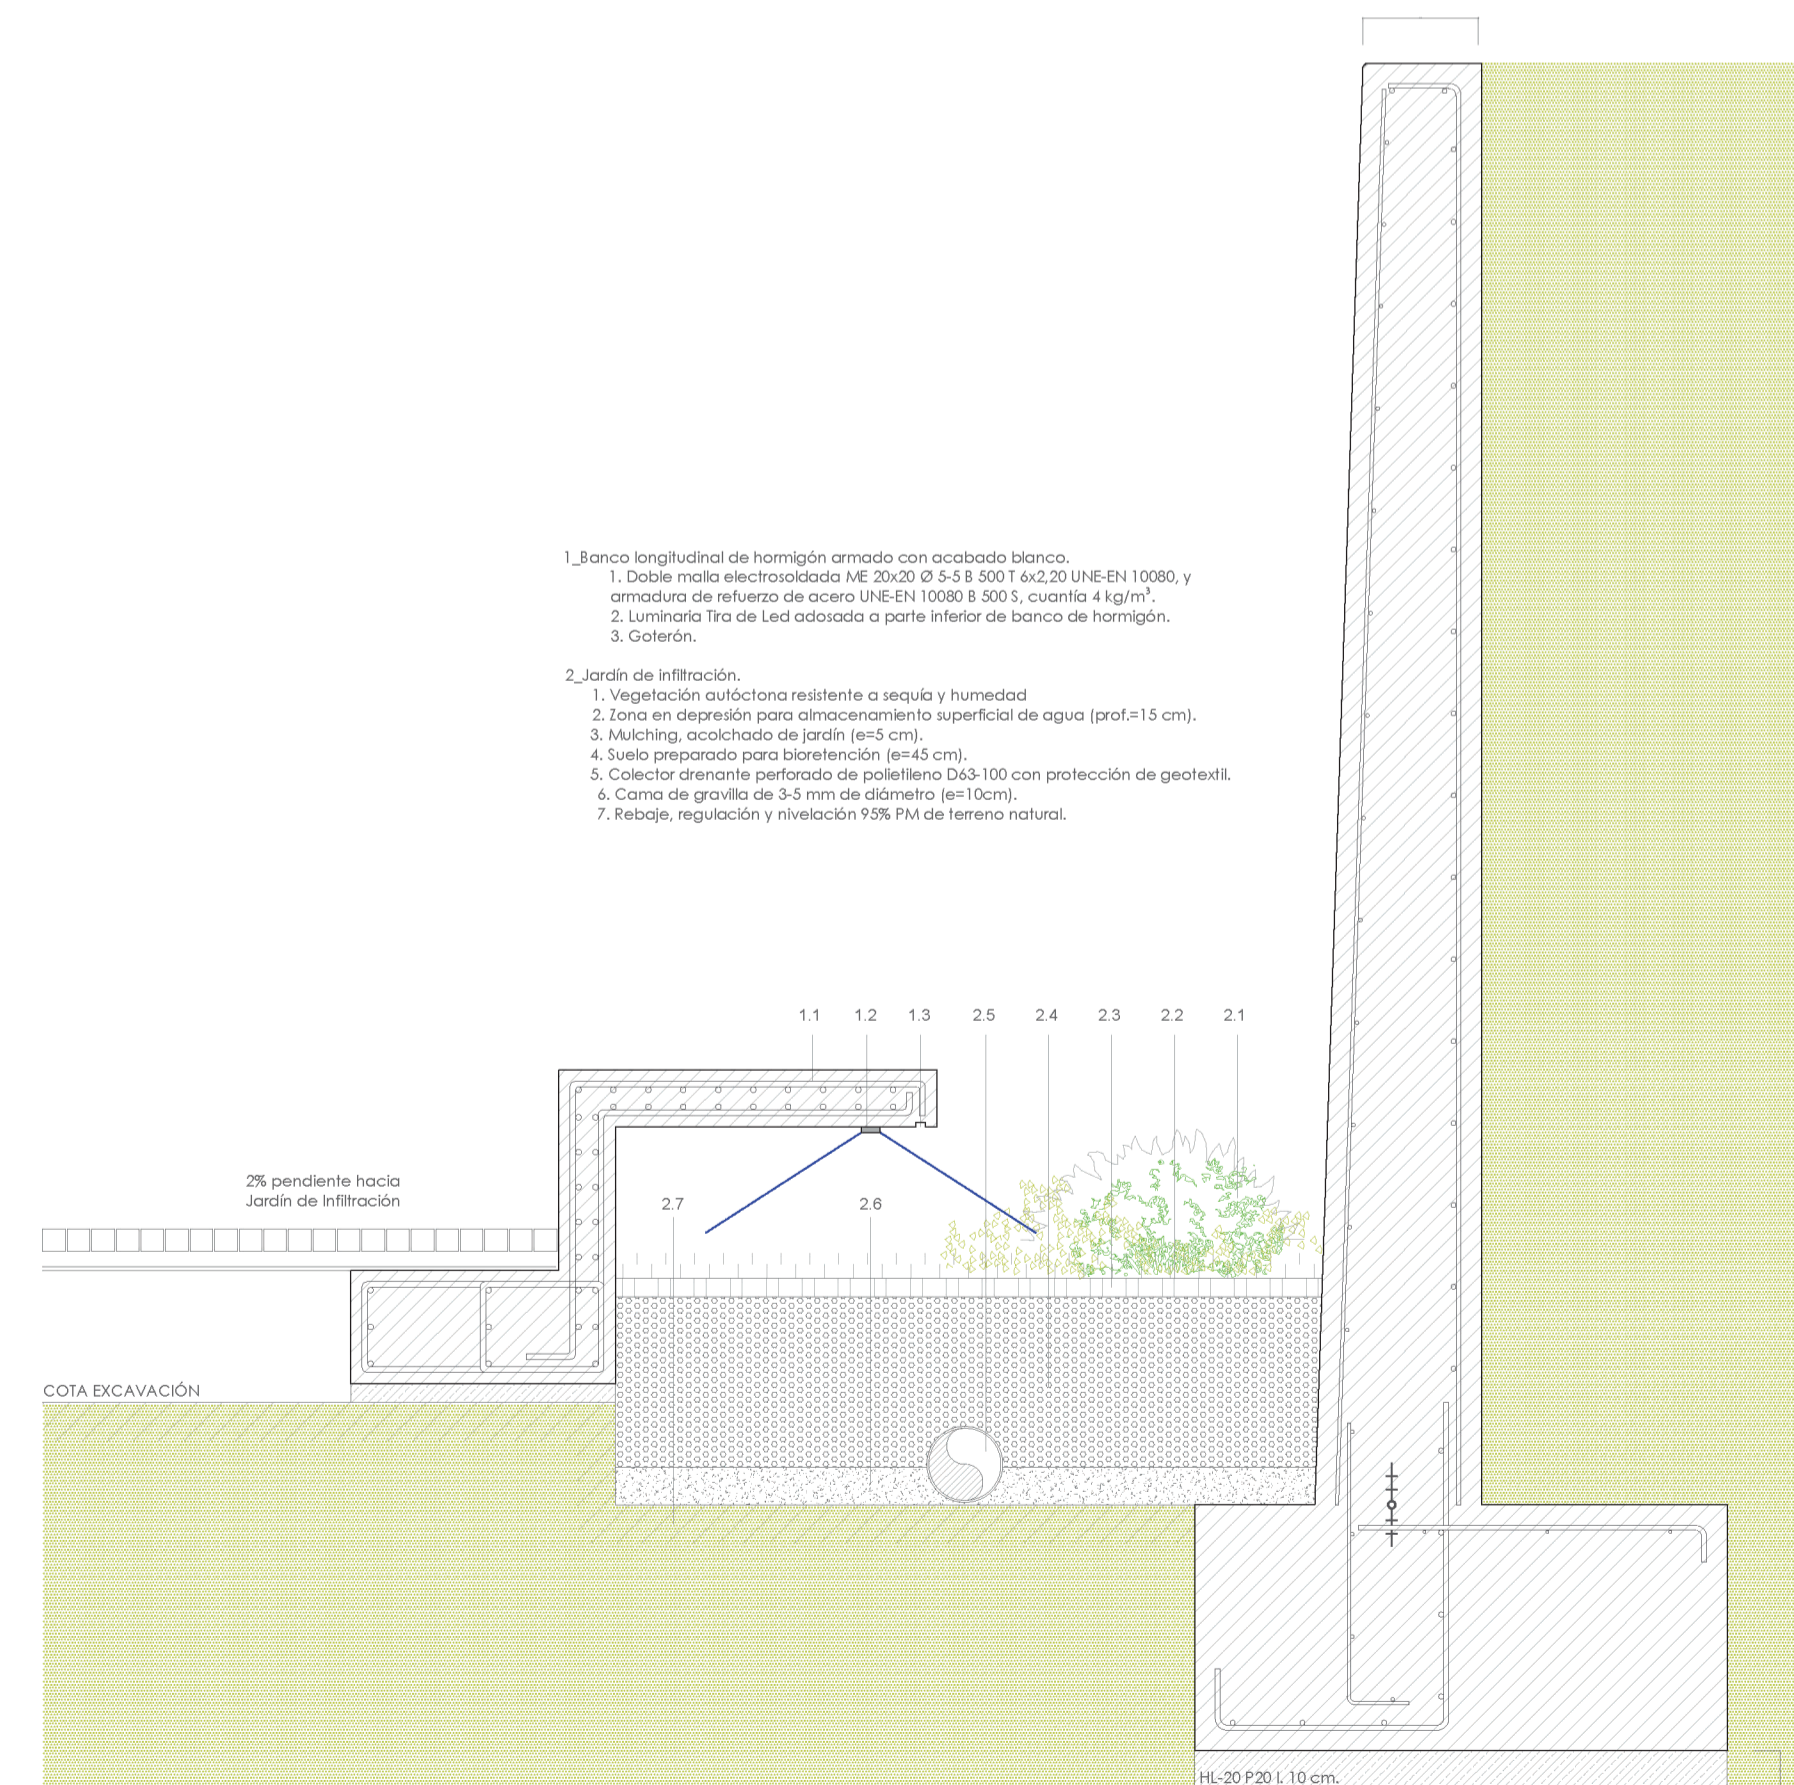 1_Banco longitudinal de hormigón armado con acabado blanco.
1. Doble malla electrosoldada ME 20x20 Ø 5-5 B 500 T 6x2,20 UNE-EN 10080, y
armadura de refuerzo de acero UNE-EN 10080 B 500 S, cuantía 4 kg/m³.
2. Luminaria Tira de Led adosada a parte inferior de banco de hormigón.
3. Goterón.
2_Jardín de infiltración.
1. Vegetación autóctona resistente a sequía y humedad
2. Zona en depresión para almacenamiento superficial de agua (prof.=15 cm).
3. Mulching, acolchado de jardín (e=5 cm).
4. Suelo preparado para bioretención (e=45 cm).
5. Colector drenante perforado de polietileno D63-100 con protección de geotextil.
6. Cama de gravilla de 3-5 mm de diámetro (e=10cm).
7. Rebaje, regulación y nivelación 95% PM de terreno natural.
1.1 1.2 1.3 2.5 2.4 2.3 2.2 2.1
2% pendiente hacia
Jardín de Infiltración
2.7 2.6
COTA EXCAVACIÓN
HL-20 P20 l. 10 cm.